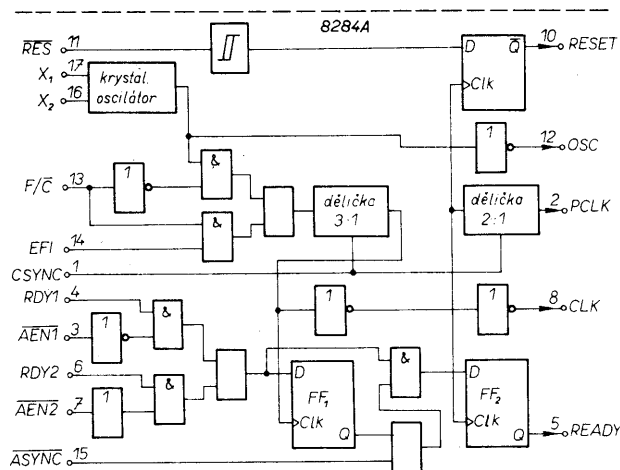 8284A
RES 11
D Q 10 RESET
Clk
X1 17
X2 16
krystal. oscilátor
1 12 OSC
F/C 13
1
&
&
EFI 14
dělička 3:1
dělička 2:1
2 PCLK
CSYNC 1
RDY1 4
AEN1 3
1
&
1
1
8 CLK
RDY2 6
AEN2 7
1
&
D FF1 Clk Q
&
D FF2 Clk Q
5 READY
ASYNC 15